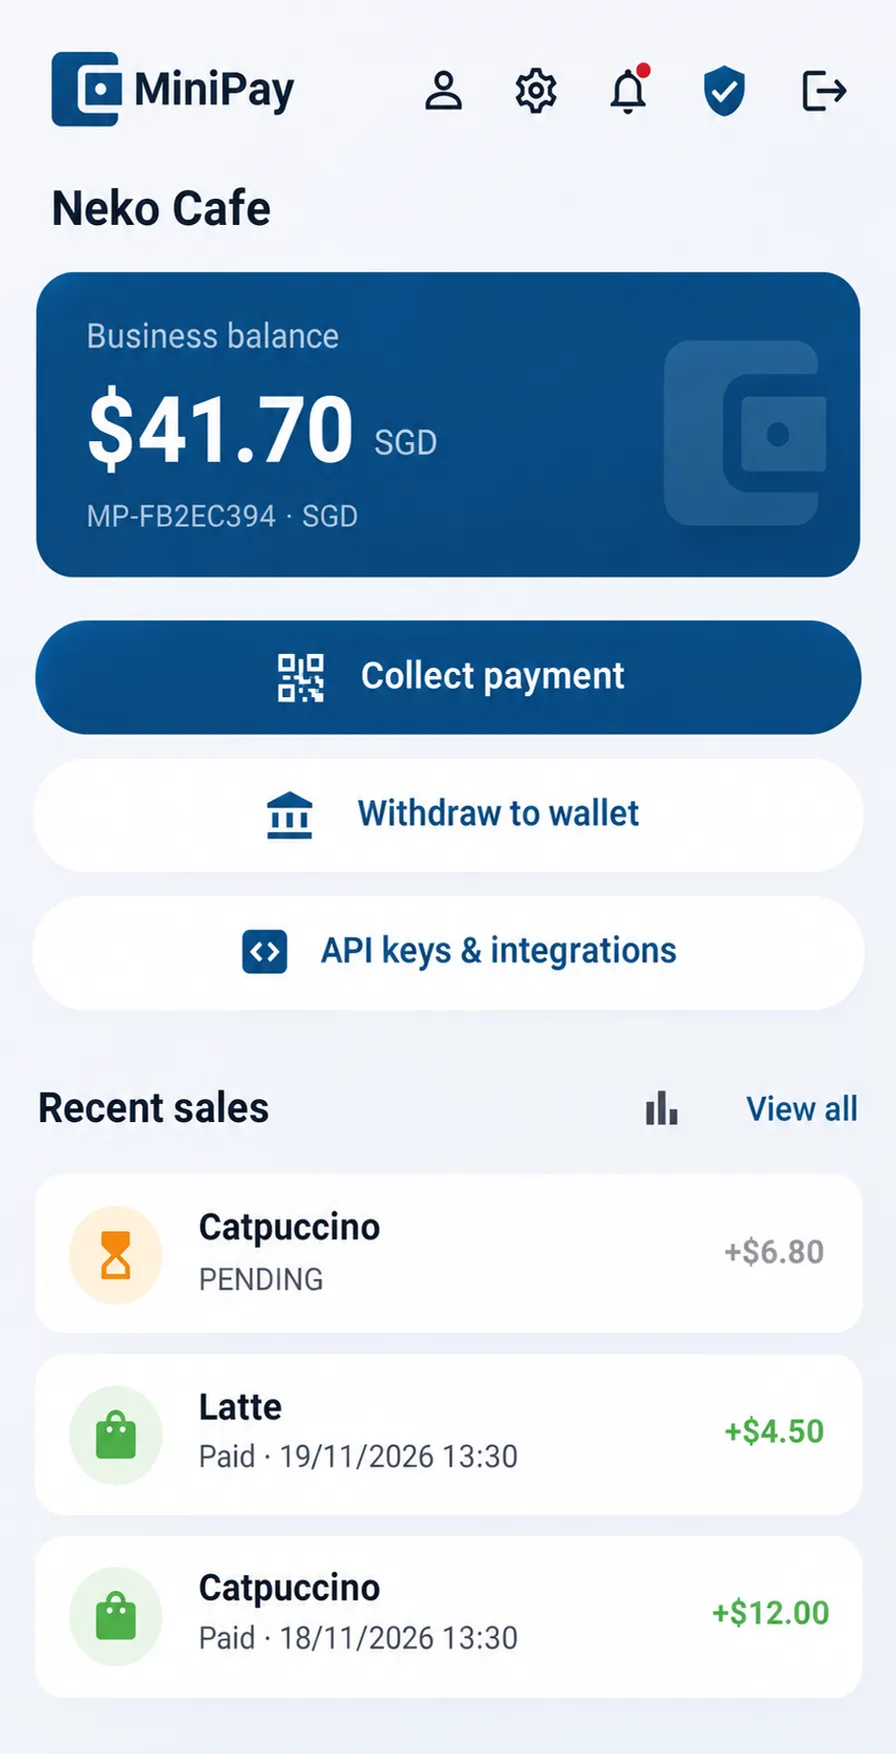 MiniPay
Neko Cafe
Business balance
$41.70 SGD
MP-FB2EC394 · SGD
Collect payment
Withdraw to wallet
API keys & integrations
Recent sales
View all
Catpuccino
PENDING
+$6.80
Latte
Paid · 19/11/2026 13:30
+$4.50
Catpuccino
Paid · 18/11/2026 13:30
+$12.00